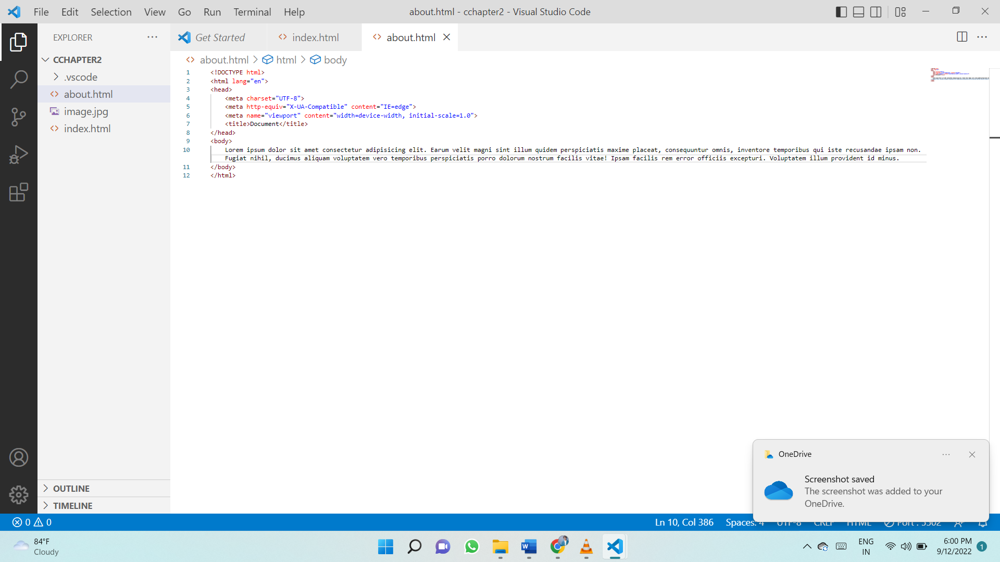 File Edit Selection View Go Run Terminal Help
about.html - cchapter2 - Visual Studio Code
EXPLORER
CCHAPTER2
.vscode
about.html
image.jpg
index.html
OUTLINE
TIMELINE
Get Started
index.html
about.html
about.html > html > body
1 <!DOCTYPE html>
2 <html lang="en">
3 <head>
4 <meta charset="UTF-8">
5 <meta http-equiv="X-UA-Compatible" content="IE=edge">
6 <meta name="viewport" content="width=device-width, initial-scale=1.0">
7 <title>Document</title>
8 </head>
9 <body>
10 Lorem ipsum dolor sit amet consectetur adipisicing elit. Earum velit magni sint illum quidem perspiciatis maxime placeat, consequuntur omnis, inventore temporibus qui iste recusandae ipsam non.
Fugiat nihil, ducimus aliquam voluptatem vero temporibus perspiciatis porro dolorum nostrum facilis vitae! Ipsam facilis rem error officiis excepturi. Voluptatem illum provident id minus.
11 </body>
12 </html>
OneDrive
Screenshot saved
The screenshot was added to your
OneDrive.
0 0
Ln 10, Col 386 Spaces: 4 UTF-8 CRLF HTML Port : 5502
84°F
Cloudy
ENG
IN
6:00 PM
9/12/2022
1